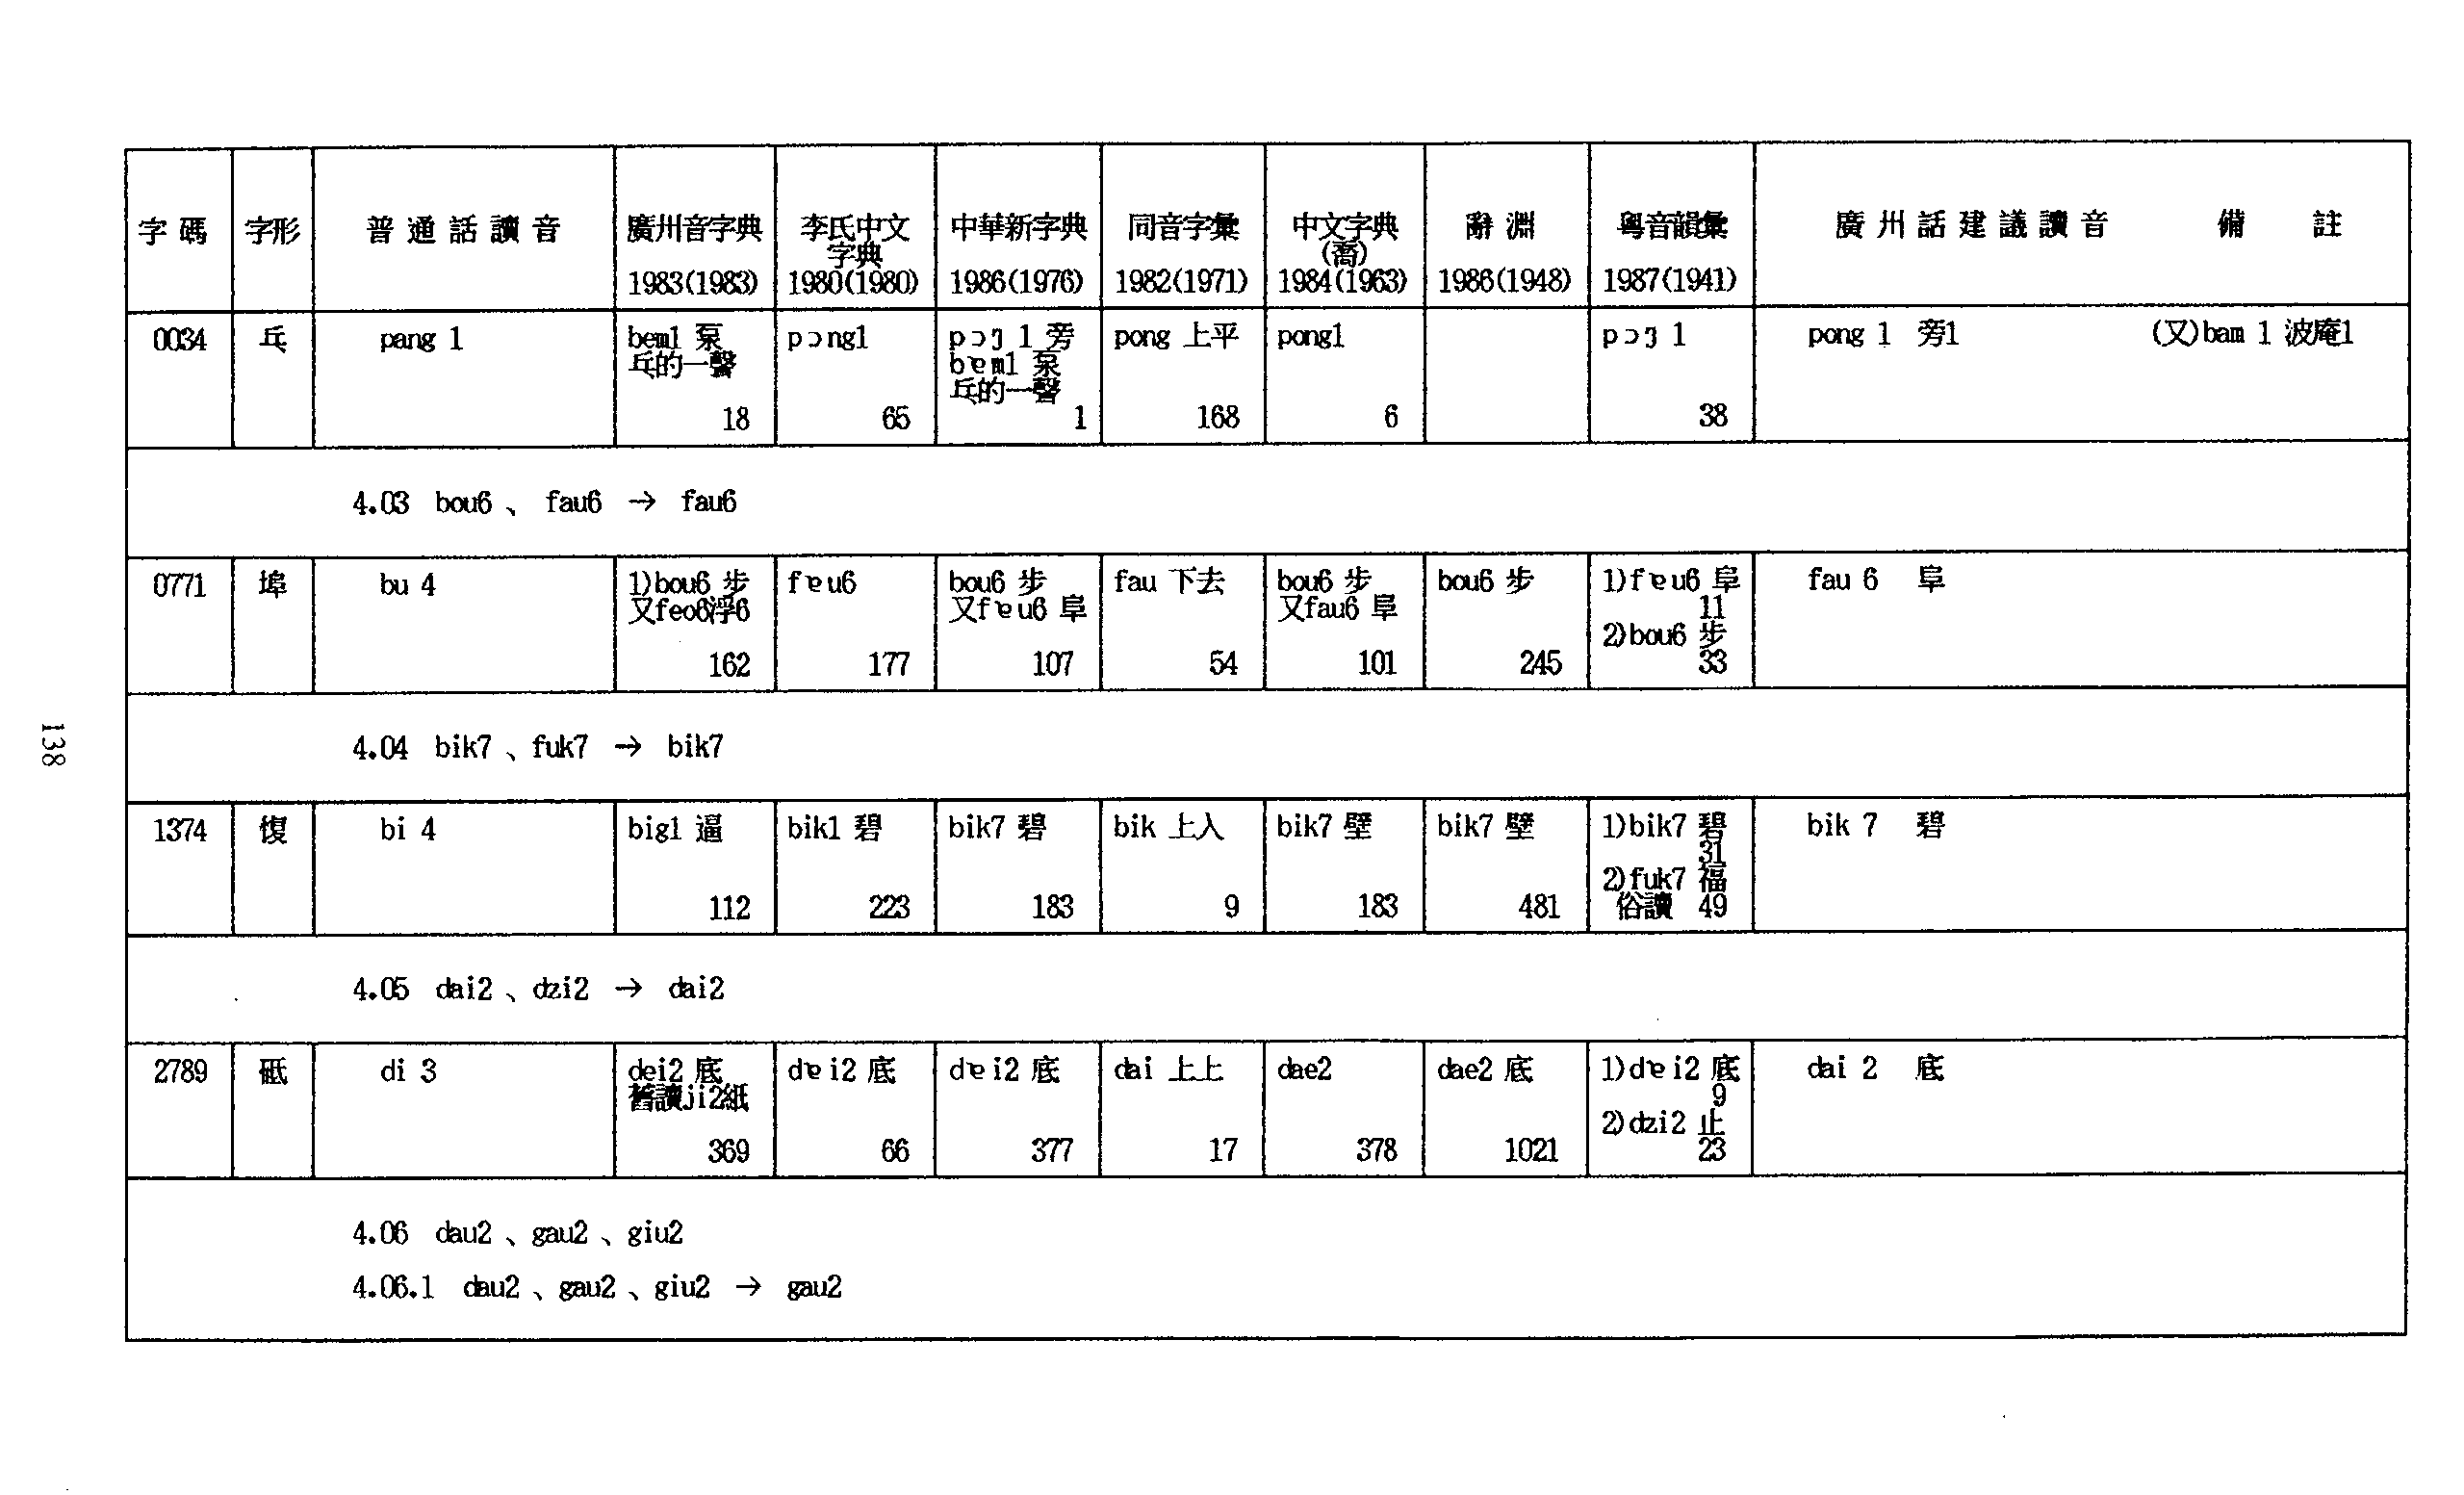 字碼 字形 普通話讀音 廣州音字典 1983(1983) 李氏中文字典 1980(1980) 中華新字典 1986(1976) 同音字彙 1982(1971) 中文字典(喬) 1984(1963) 辭淵 1986(1948) 粵音韻彙 1987(1941) 廣州話建議讀音 備註
0034 乓 pang 1 bem1 泵 乓的一聲 18 pɔng1 65 pɔŋ 1 旁 bɐm1 泵 乓的一聲 1 pong 上平 168 pong1 6 pɔŋ 1 38 pong 1 旁1 (又)bam 1 波庵1
4.03 bou6、fau6 → fau6
0771 埠 bu 4 1)bou6 步 又feo6浮6 162 fɐu6 177 bou6 步 又fɐu6 阜 107 fau 下去 54 bou6 步 又fau6 阜 101 bou6 步 245 1)fɐu6 阜 11 2)bou6 步 33 fau 6 阜
4.04 bik7、fuk7 → bik7
1374 愎 bi 4 big1 逼 112 bik1 碧 223 bik7 碧 183 bik 上入 9 bik7 壁 183 bik7 壁 481 1)bik7 碧 31 2)fuk7 福 俗讀 49 bik 7 碧
4.05 dai2、dzi2 → dai2
2789 砥 di 3 dei2 底 舊讀ji2紙 369 dɐi2 底 66 dɐi2 底 377 dai 上上 17 dae2 378 dae2 底 1021 1)dɐi2 底 9 2)dzi2 止 23 dai 2 底
4.06 dau2、gau2、giu2
4.06.1 dau2、gau2、giu2 → gau2
138